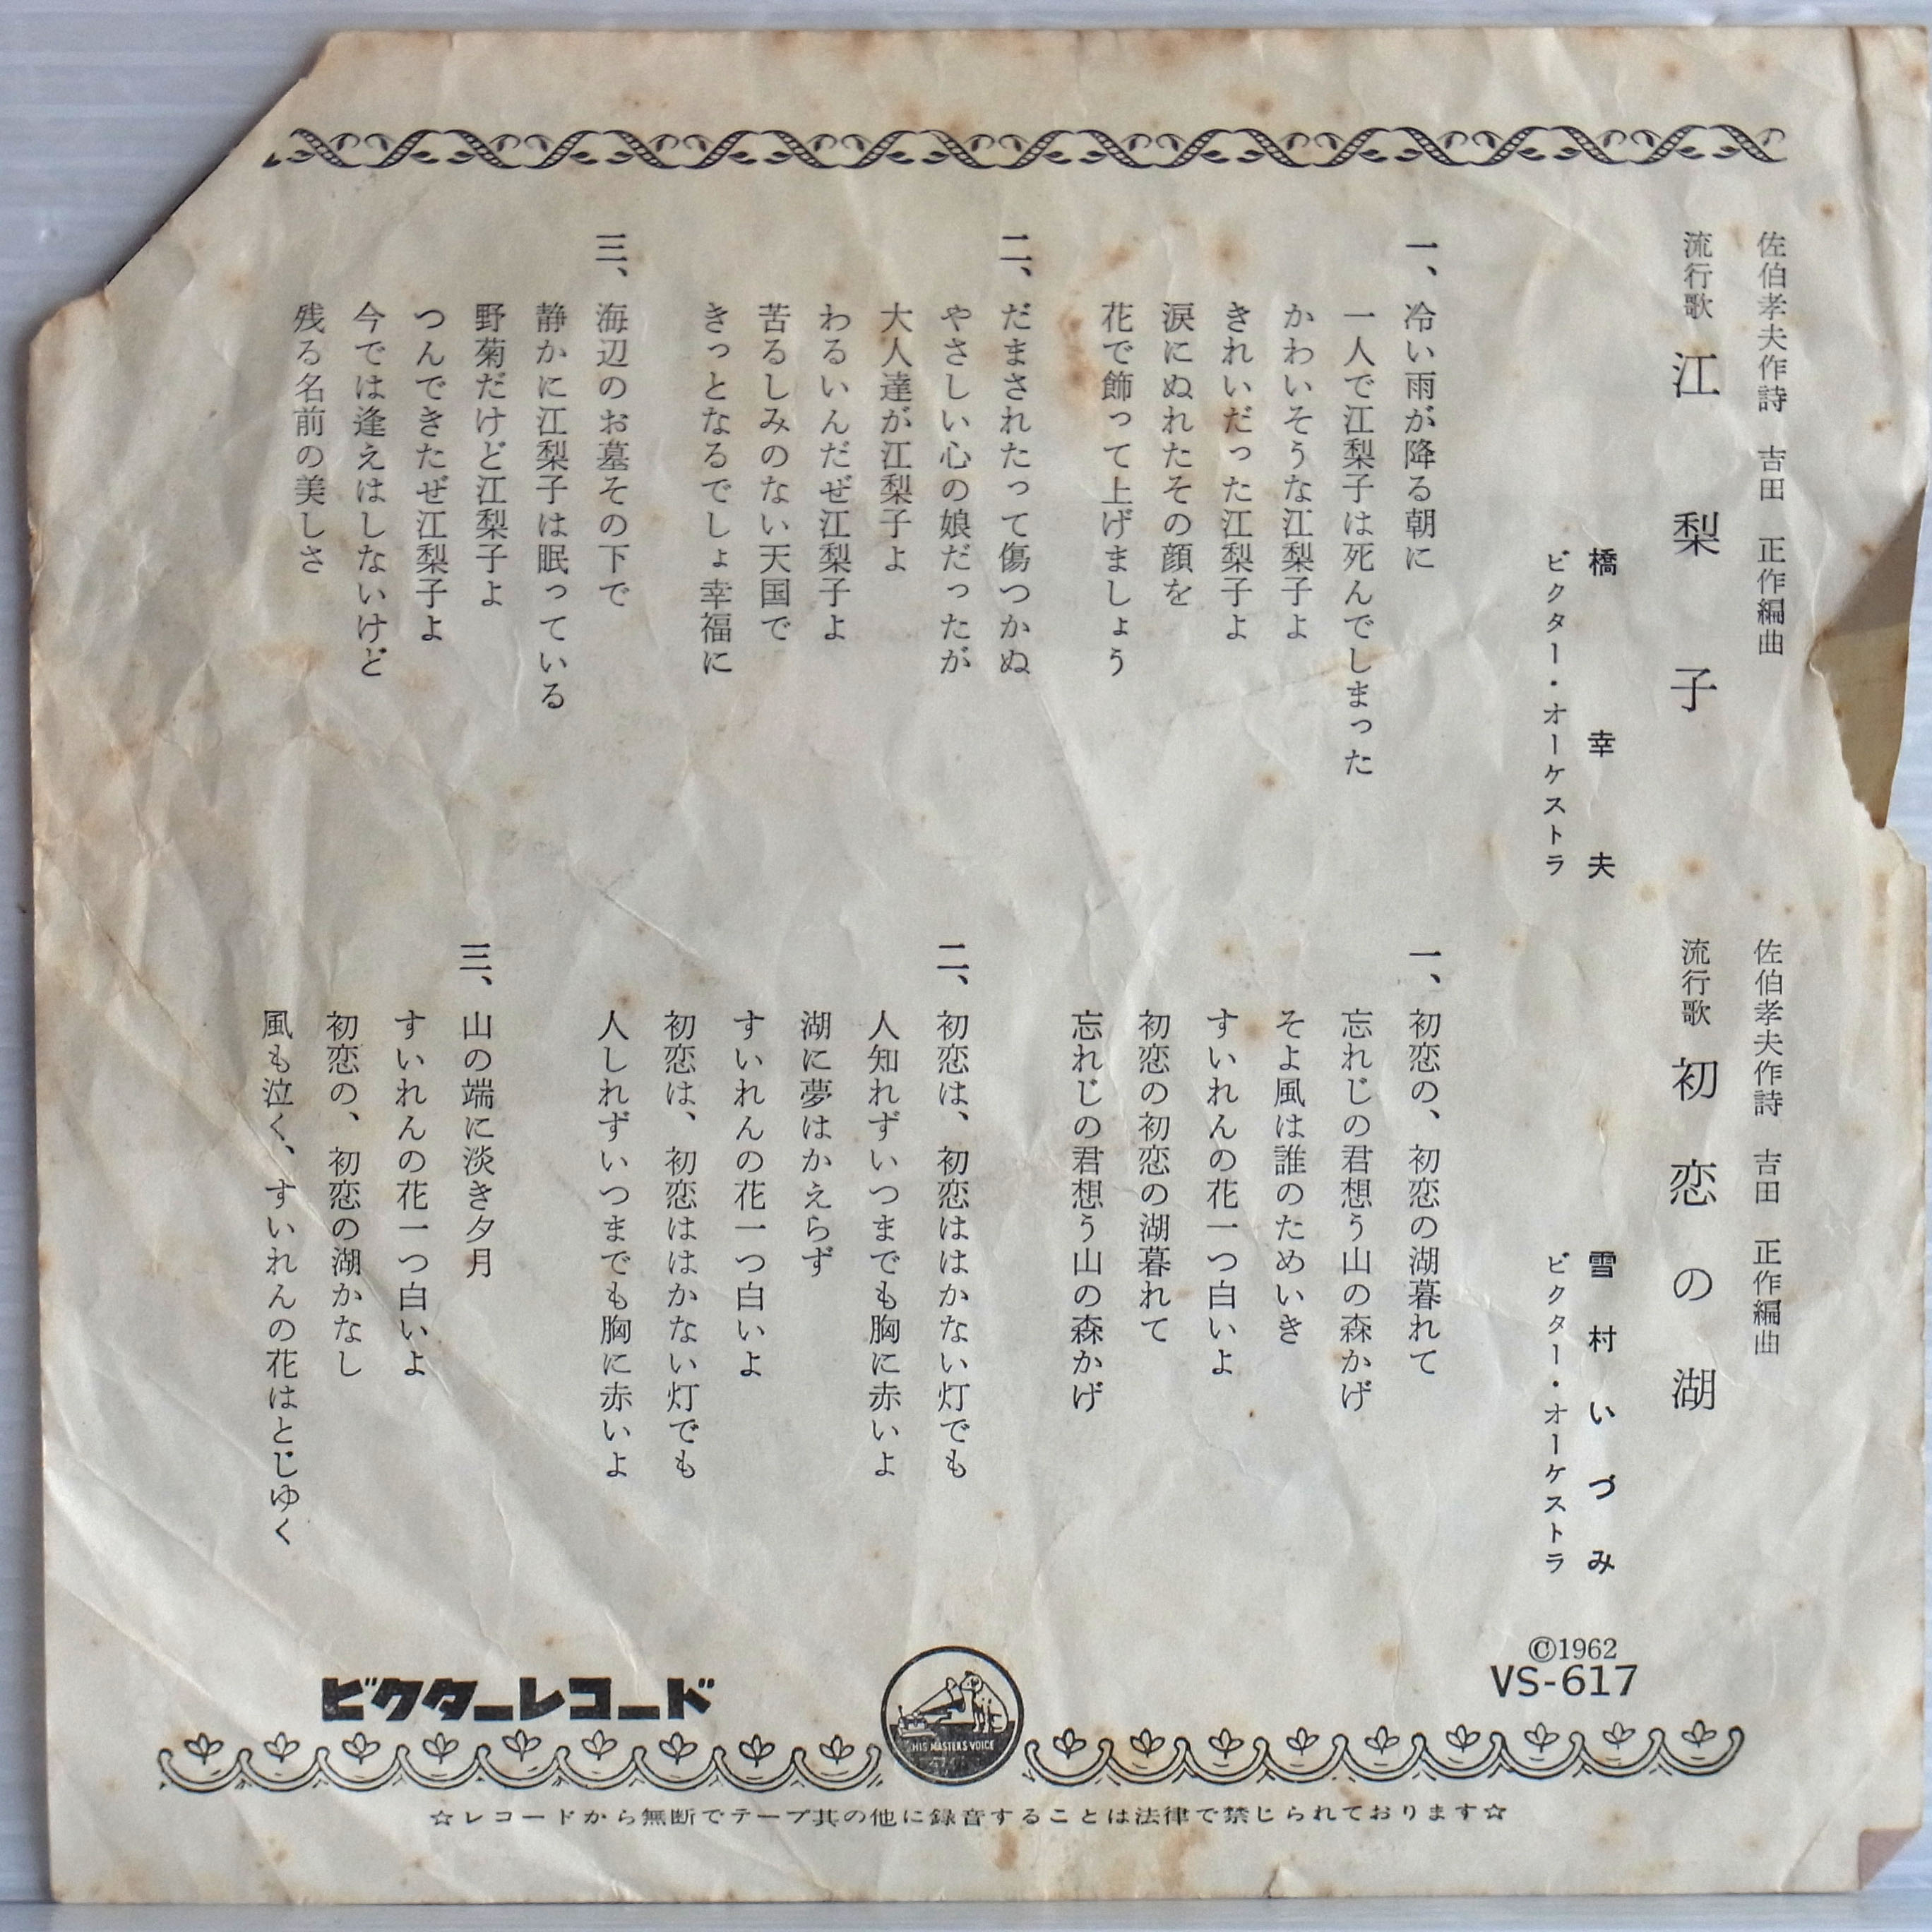 佐伯孝夫作詩 吉田 正作編曲
流行歌 江梨子
橋 幸夫
ビクター・オーケストラ
一、冷い雨が降る朝に
一人で江梨子は死んでしまった
かわいそうな江梨子よ
きれいだった江梨子よ
涙にぬれたその顔を
花で飾って上げましょう
二、だまされたって傷つかぬ
やさしい心の娘だったが
大人達が江梨子よ
わるいんだぜ江梨子よ
苦るしみのない天国で
きっとなるでしょ幸福に
三、海辺のお墓その下で
静かに江梨子は眠っている
野菊だけど江梨子よ
つんできたぜ江梨子よ
今では逢えはしないけど
残る名前の美しさ
佐伯孝夫作詩 吉田 正作編曲
流行歌 初恋の湖
雪村いづみ
ビクター・オーケストラ
一、初恋の、初恋の湖暮れて
忘れじの君想う山の森かげ
そよ風は誰のためいき
すいれんの花一つ白いよ
初恋の初恋の湖暮れて
忘れじの君想う山の森かげ
二、初恋は、初恋ははかない灯でも
人知れずいつまでも胸に赤いよ
湖に夢はかえらず
すいれんの花一つ白いよ
初恋は、初恋ははかない灯でも
人しれずいつまでも胸に赤いよ
三、山の端に淡き夕月
すいれんの花一つ白いよ
初恋の、初恋の湖かなし
風も泣く、すいれんの花はとじゆく
©1962
VS-617
ビクターレコード
HIS MASTERS VOICE
☆レコードから無断でテープ其の他に録音することは法律で禁じられております☆